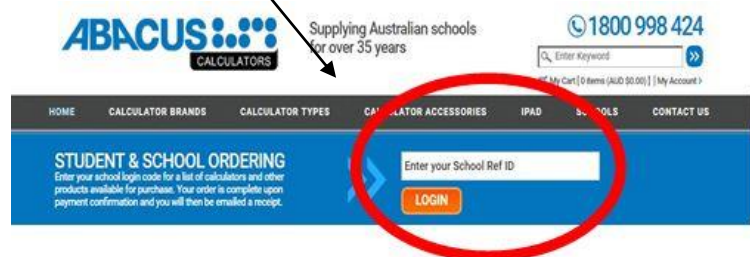 ABACUS
CALCULATORS
Supplying Australian schools
for over 35 years
1800 998 424
Enter Keyword
My Cart [ 0 items (AUD $0.00) ] | My Account >
HOME CALCULATOR BRANDS CALCULATOR TYPES CALCULATOR ACCESSORIES IPAD SCHOOLS CONTACT US
STUDENT & SCHOOL ORDERING
Enter your school login code for a list of calculators and other
products available for purchase. Your order is complete upon
payment confirmation and you will then be emailed a receipt.
Enter your School Ref ID
LOGIN